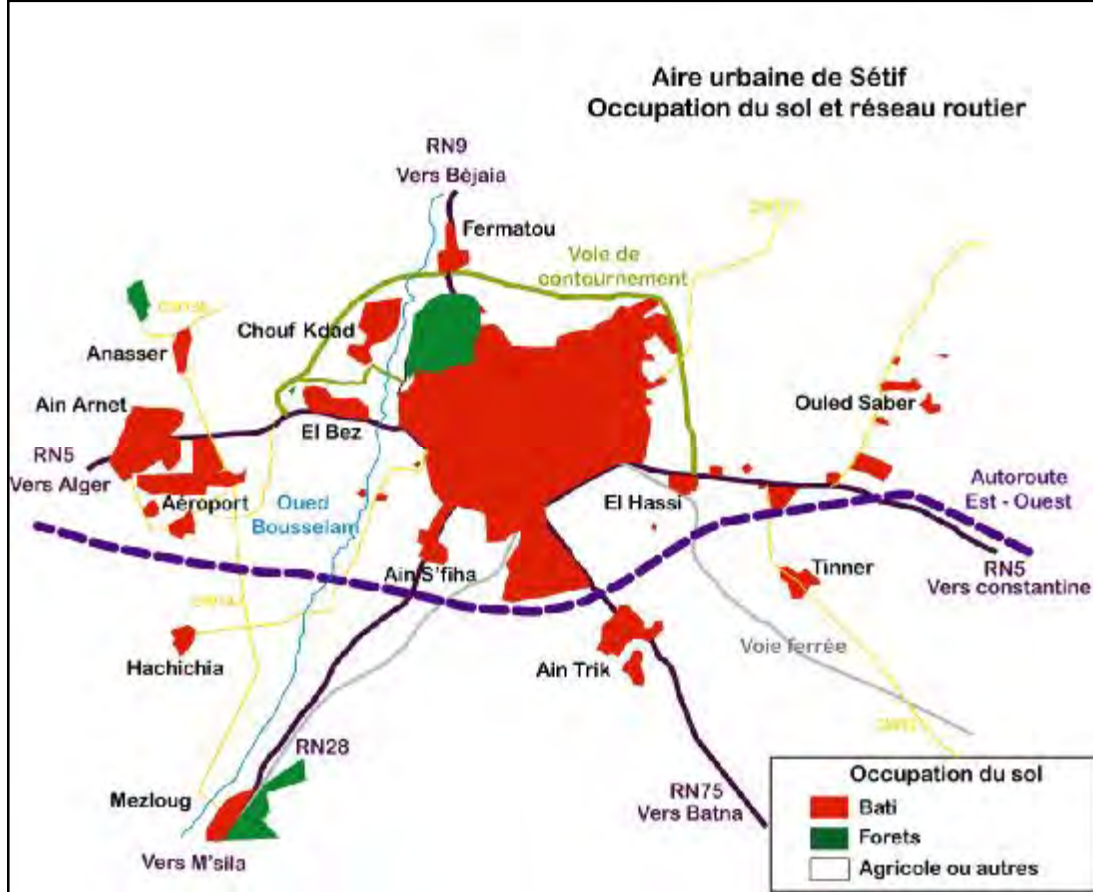 Aire urbaine de Sétif
Occupation du sol et réseau routier
RN9
Vers Béjaia
Fermatou
Voie de
contournement
Chouf Kdad
Anasser
Ain Arnet
Ouled Saber
El Bez
RN5
Vers Alger
Aéroport
Oued
Bousselam
El Hassi
Autoroute
Est - Ouest
Ain S'fiha
Tinner
RN5
Vers constantine
Hachichia
Ain Trik
Voie ferrée
RN28
Mezloug
RN75
Vers Batna
Vers M'sila
Occupation du sol
Bati
Forets
Agricole ou autres